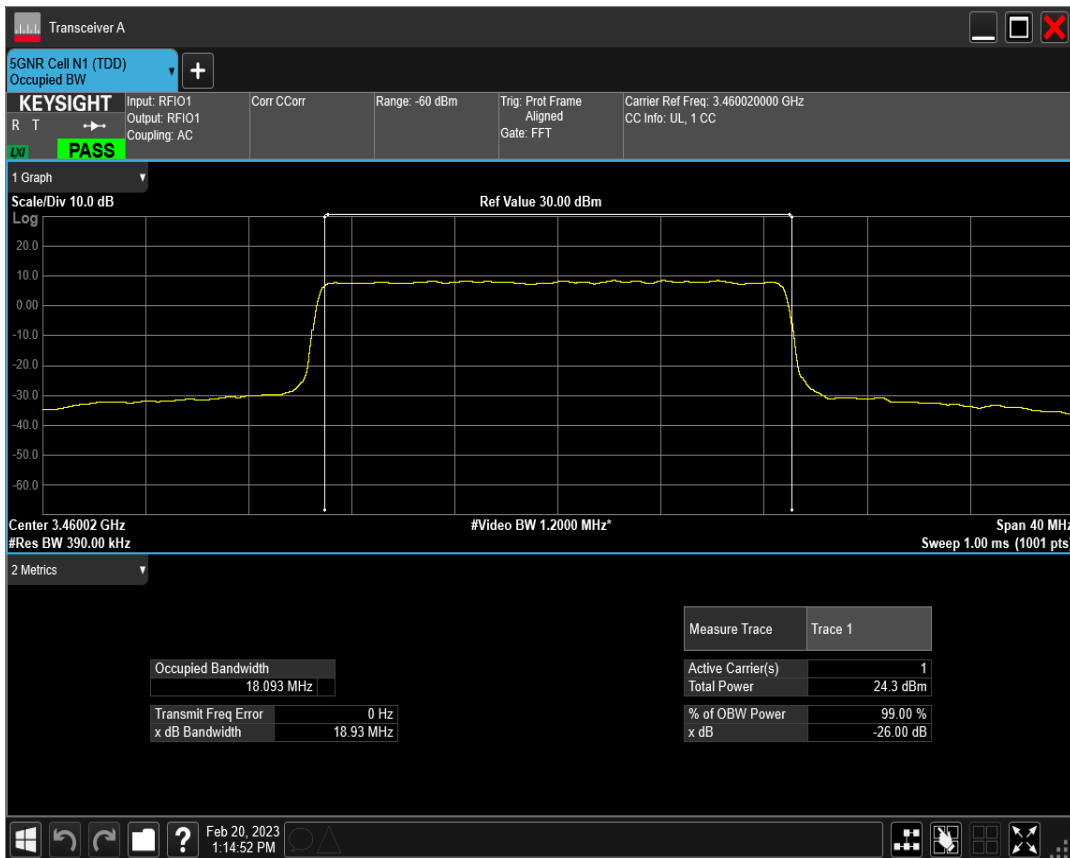 Transceiver A
5GNR Cell N1 (TDD)
Occupied BW
KEYSIGHT
R T
LXI
PASS
Input: RFIO1
Output: RFIO1
Coupling: AC
Corr CCorr
Range: -60 dBm
Trig: Prot Frame
Aligned
Gate: FFT
Carrier Ref Freq: 3.460020000 GHz
CC Info: UL, 1 CC
1 Graph
Scale/Div 10.0 dB
Ref Value 30.00 dBm
Log
20.0
10.0
0.00
-10.0
-20.0
-30.0
-40.0
-50.0
-60.0
Center 3.46002 GHz
#Video BW 1.2000 MHz*
Span 40 MHz
#Res BW 390.00 kHz
Sweep 1.00 ms (1001 pts)
2 Metrics
Measure Trace Trace 1
Occupied Bandwidth
18.093 MHz
Active Carrier(s) 1
Total Power 24.3 dBm
Transmit Freq Error 0 Hz
x dB Bandwidth 18.93 MHz
% of OBW Power 99.00 %
x dB -26.00 dB
?
Feb 20, 2023
1:14:52 PM